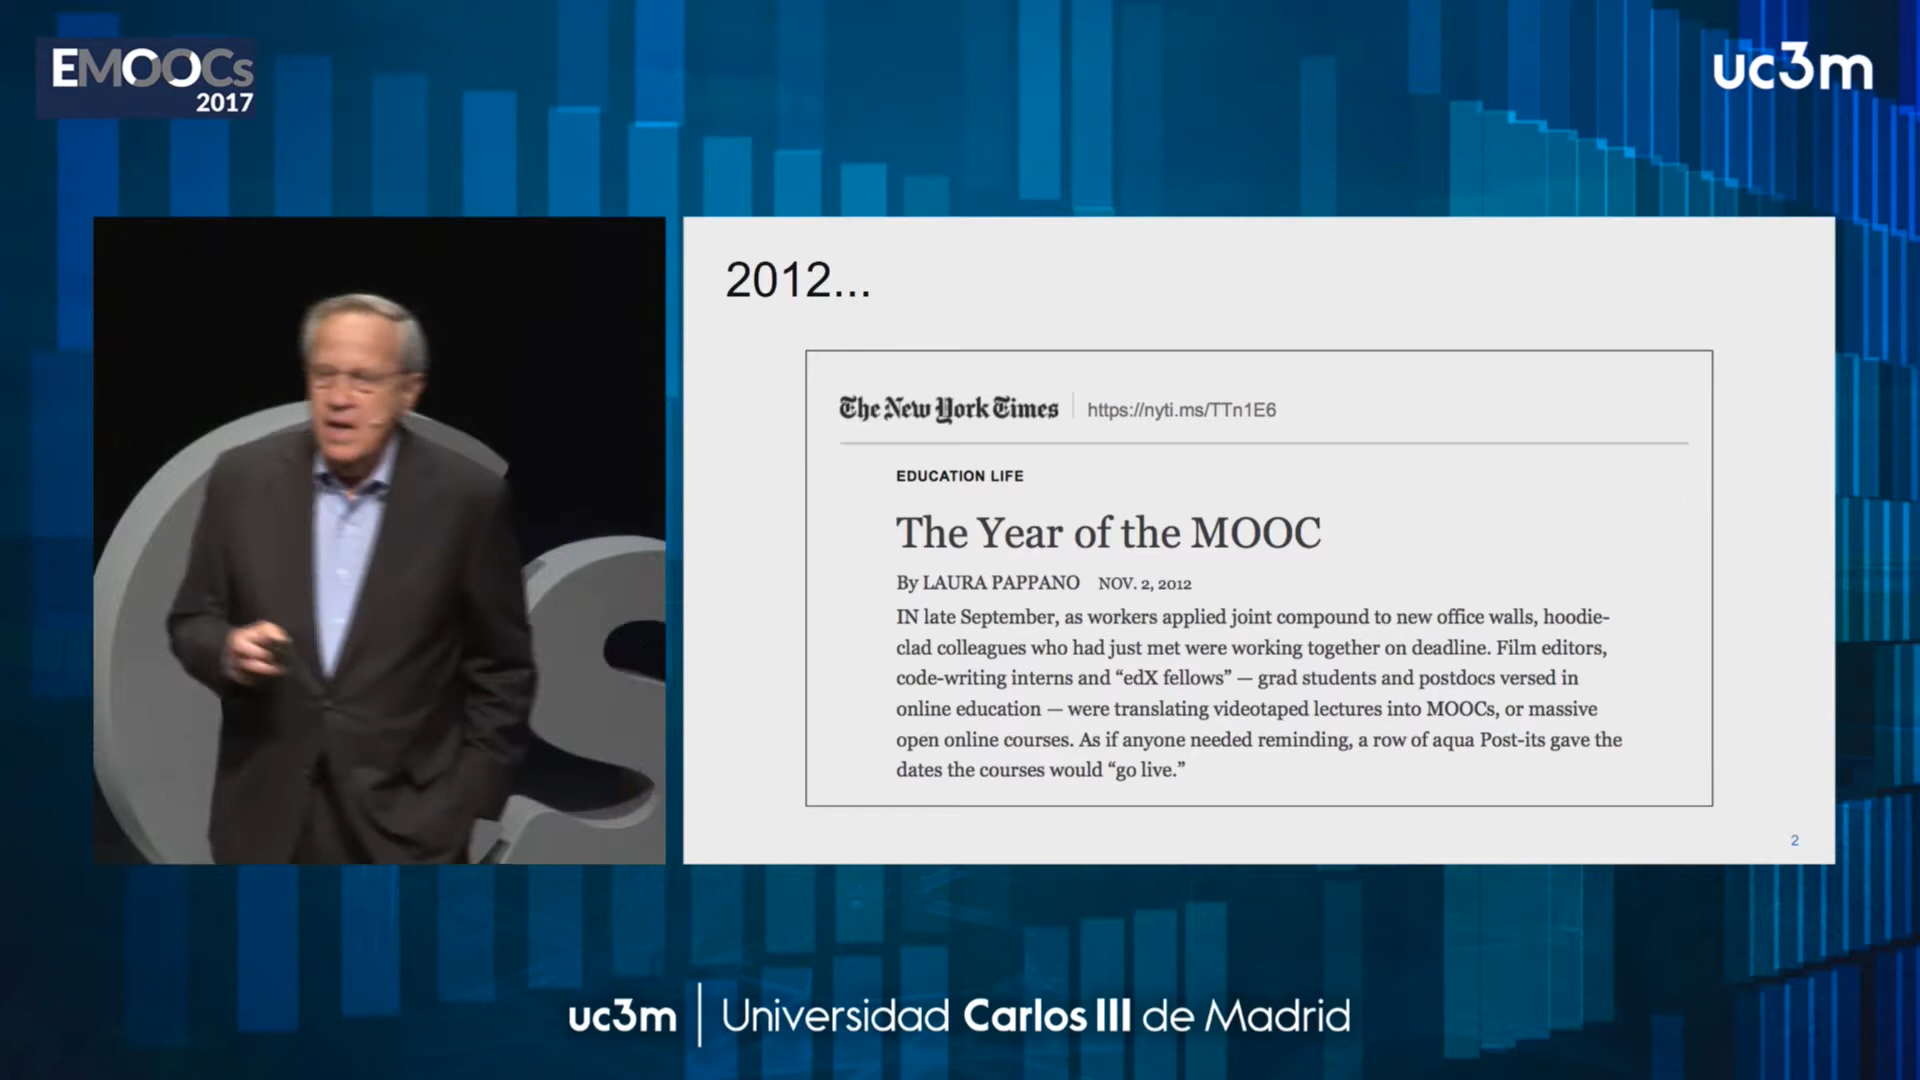 EMOOCs
2017
uc3m
2012...
The New York Times | https://nyti.ms/TTn1E6
EDUCATION LIFE
The Year of the MOOC
By LAURA PAPPANO NOV. 2, 2012
IN late September, as workers applied joint compound to new office walls, hoodie-
clad colleagues who had just met were working together on deadline. Film editors,
code-writing interns and “edX fellows” — grad students and postdocs versed in
online education — were translating videotaped lectures into MOOCs, or massive
open online courses. As if anyone needed reminding, a row of aqua Post-its gave the
dates the courses would “go live.”
2
uc3m | Universidad Carlos III de Madrid